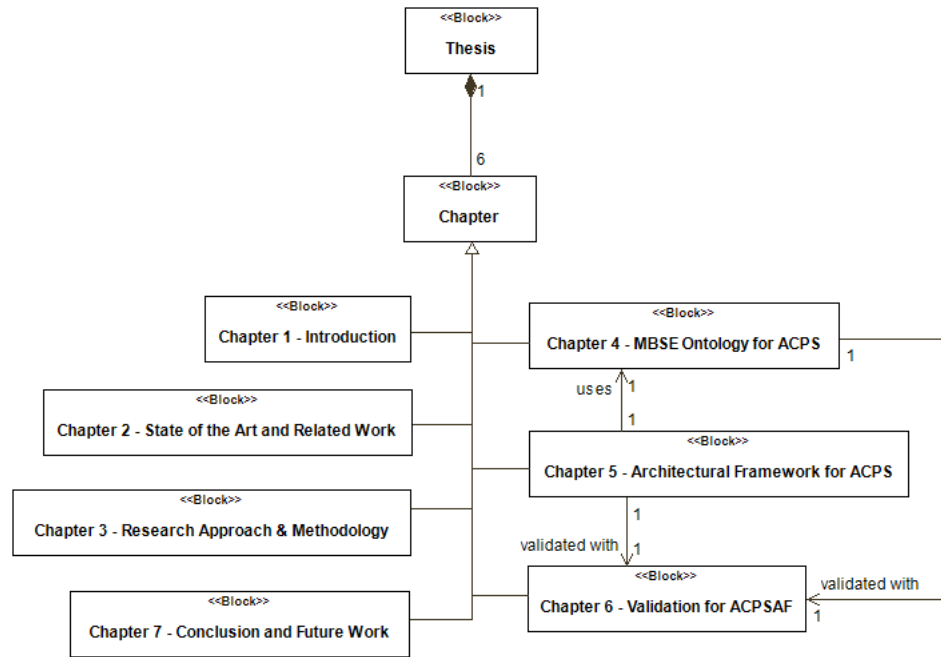 <<Block>>
Thesis
1
6
<<Block>>
Chapter
<<Block>>
Chapter 1 - Introduction
<<Block>>
Chapter 4 - MBSE Ontology for ACPS
1
uses
1
1
<<Block>>
Chapter 2 - State of the Art and Related Work
<<Block>>
Chapter 5 - Architectural Framework for ACPS
<<Block>>
Chapter 3 - Research Approach & Methodology
1
validated with
1
<<Block>>
Chapter 6 - Validation for ACPSAF
validated with
1
<<Block>>
Chapter 7 - Conclusion and Future Work